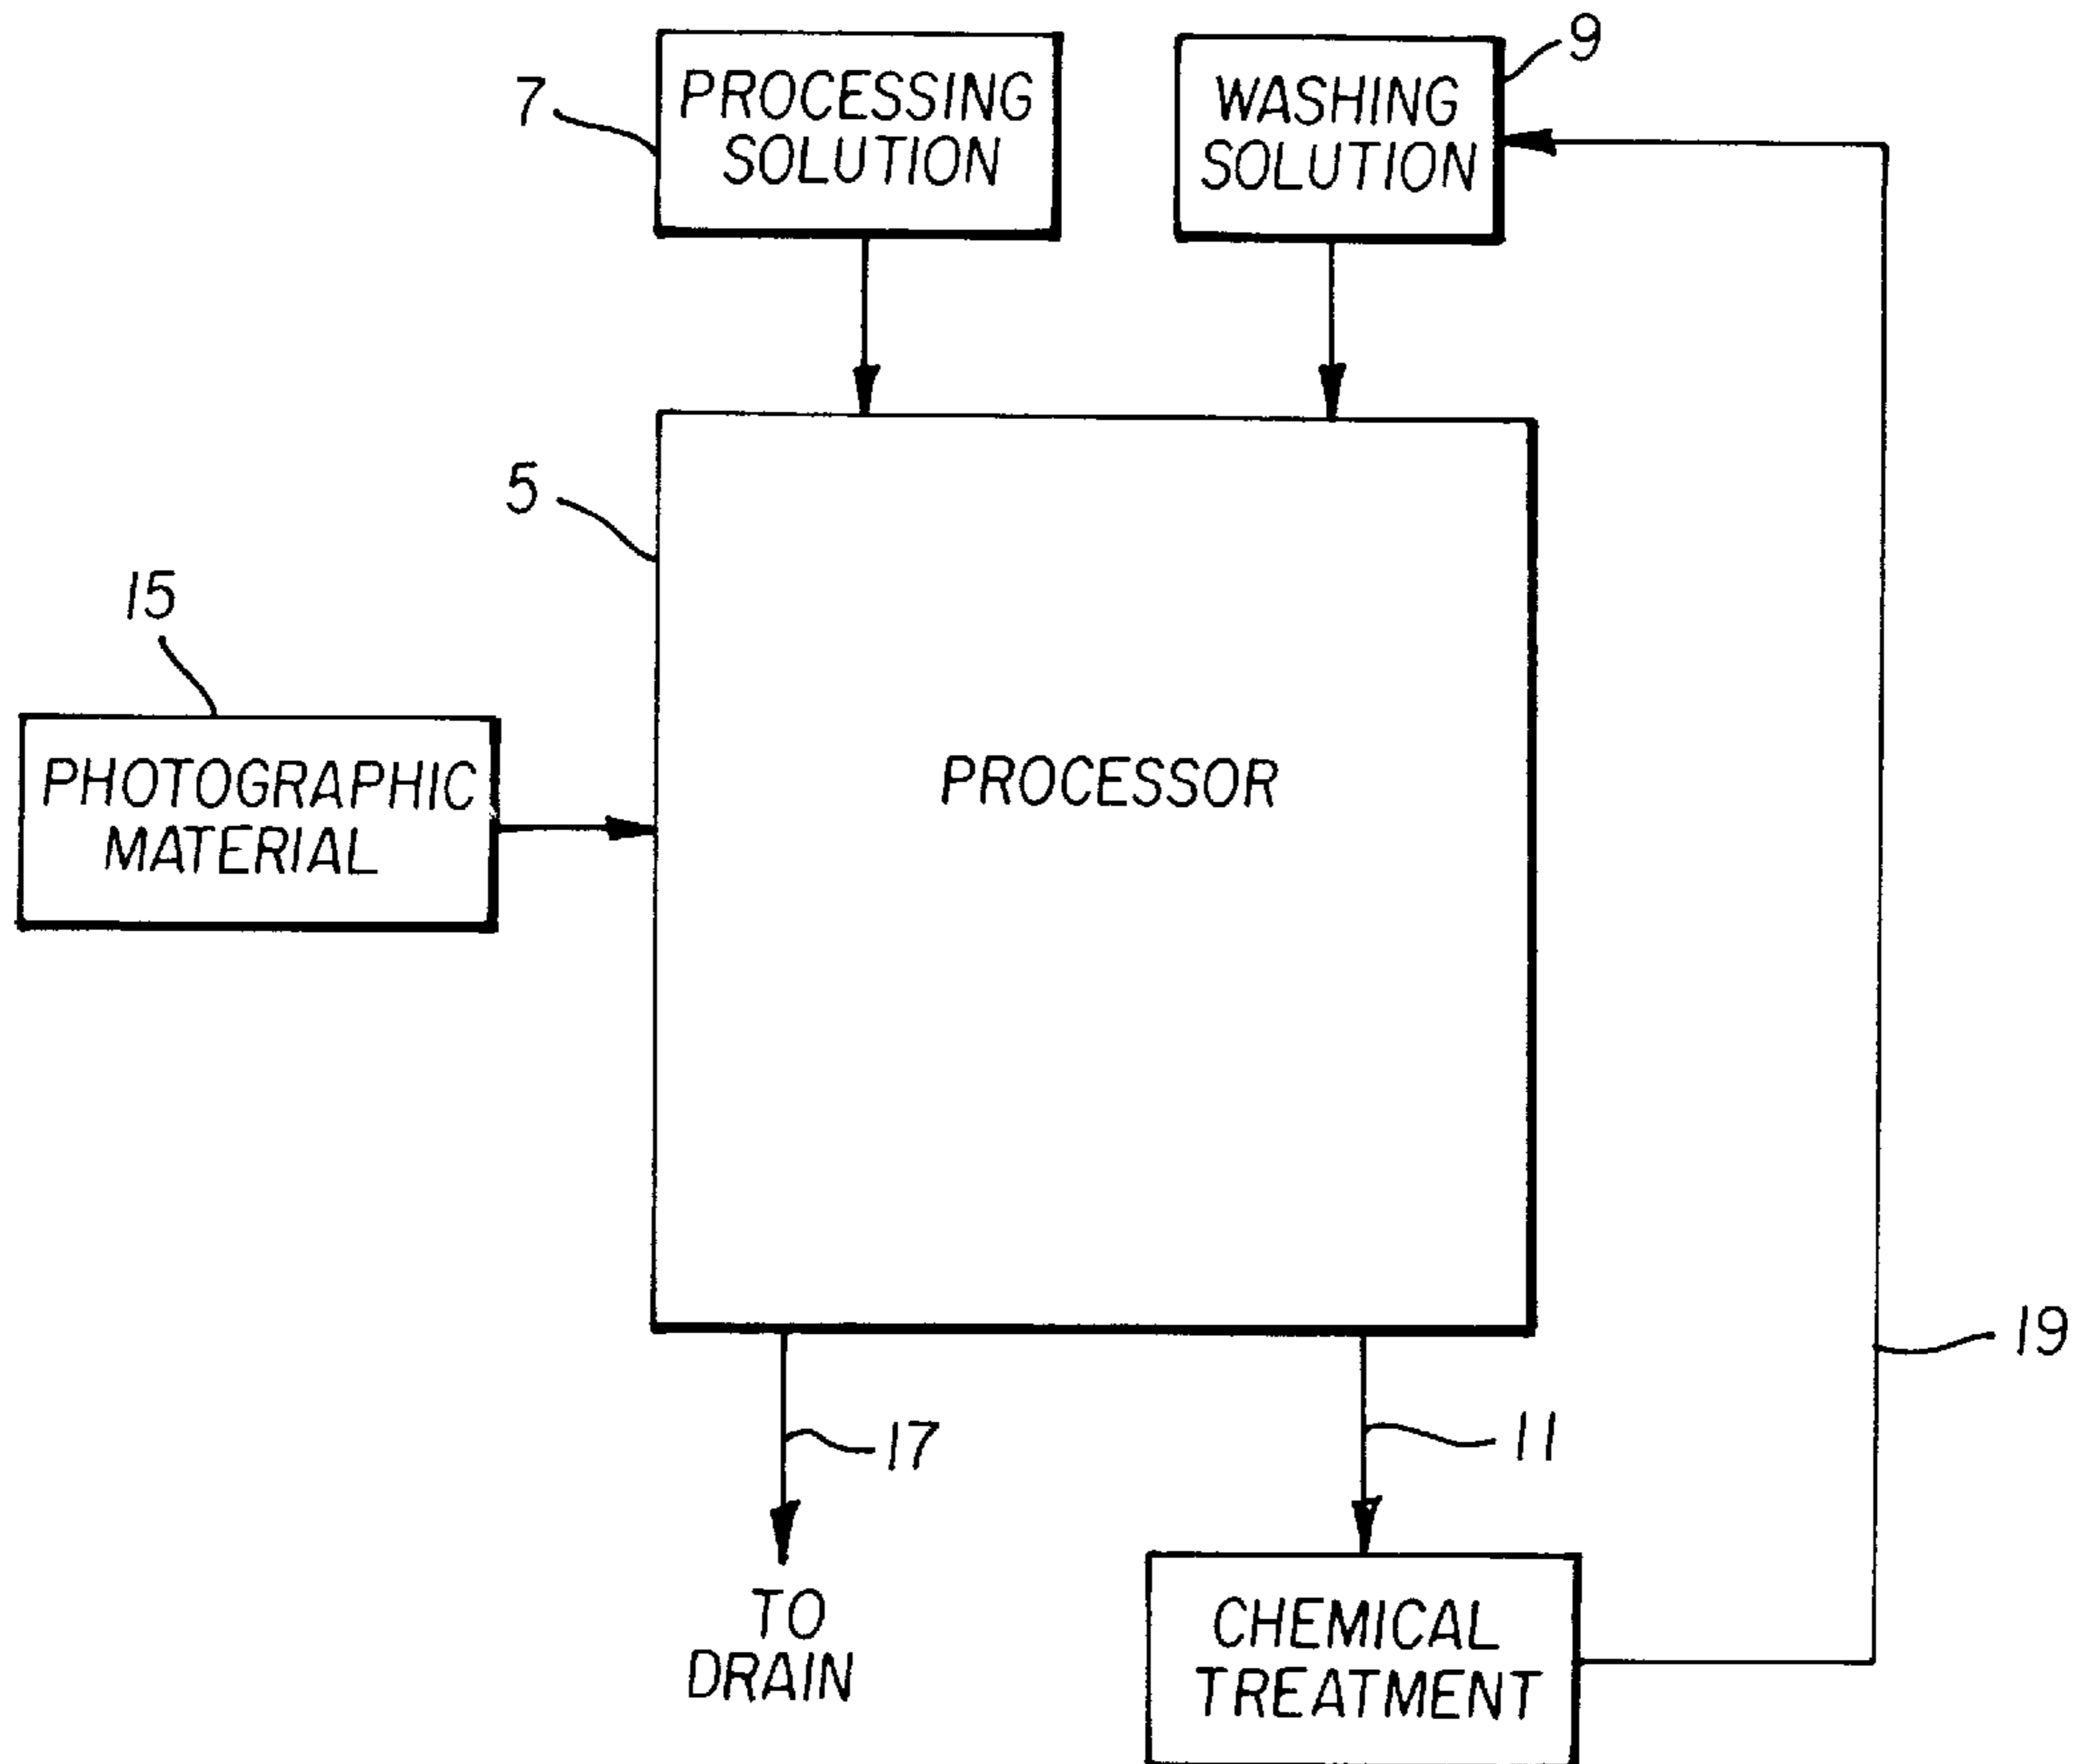 7
PROCESSING
SOLUTION
WASHING
SOLUTION
9
5
15
PHOTOGRAPHIC
MATERIAL
PROCESSOR
19
17
11
TO
DRAIN
CHEMICAL
TREATMENT